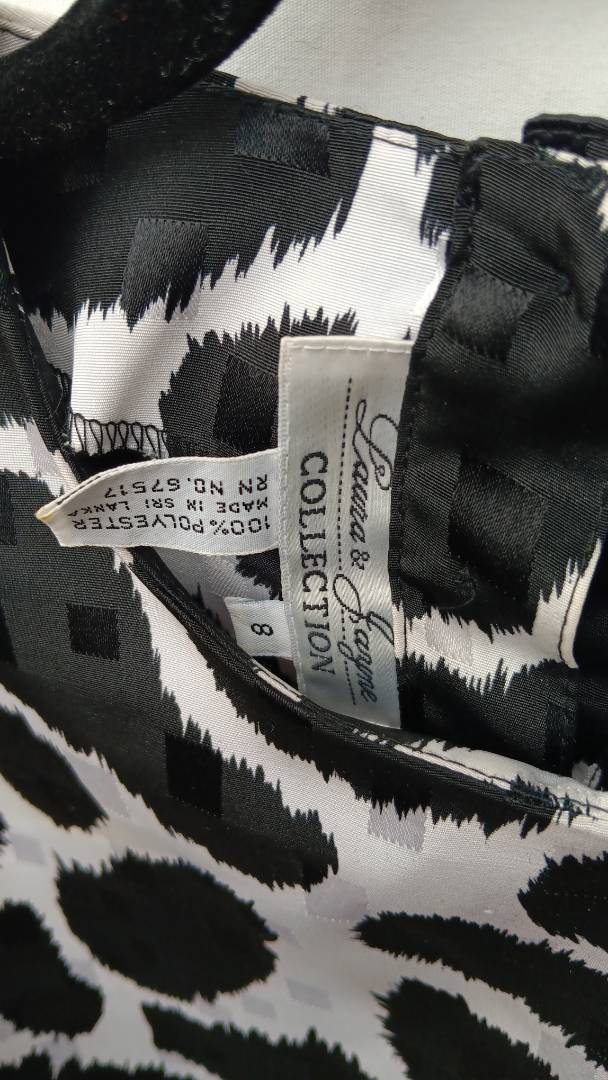 Laura & Jayne
COLLECTION
8
100% POLYESTER
MADE IN SRI LANKA
RN NO. 67517